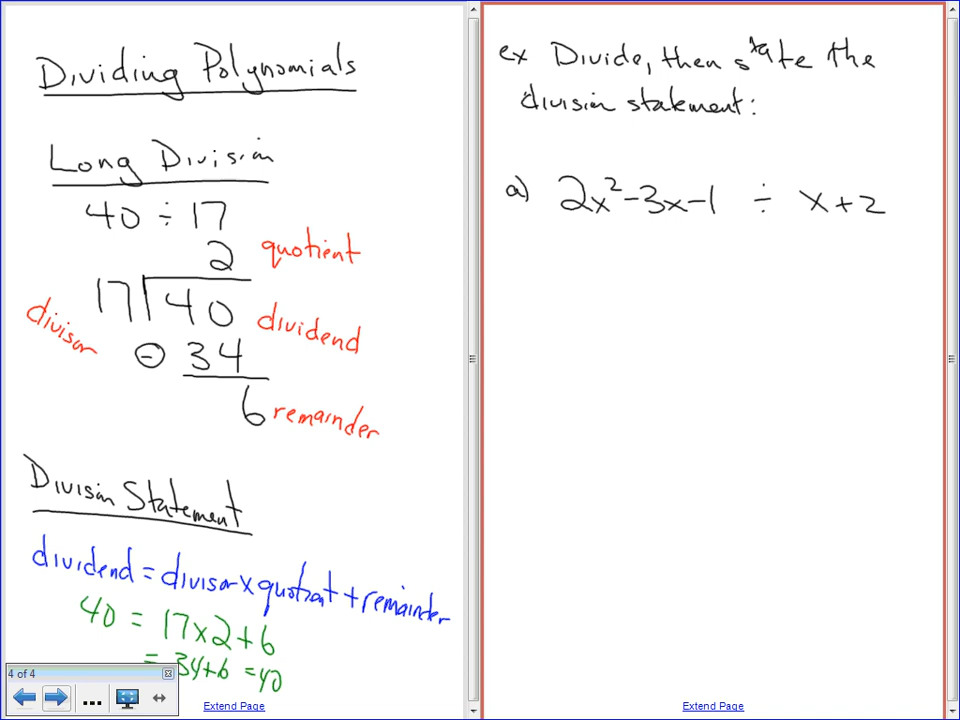 Dividing Polynomials
Long Division
40 ÷ 17
2 quotient
17 40 dividend
divisor
⊖ 34
6 remainder
Division Statement
dividend = divisor x quotient + remainder
40 = 17 x 2 + 6
= 34 + 6 = 40
4 of 4
...
Extend Page
ex Divide, then state the
division statement:
a) 2x² - 3x - 1 ÷ x + 2
Extend Page